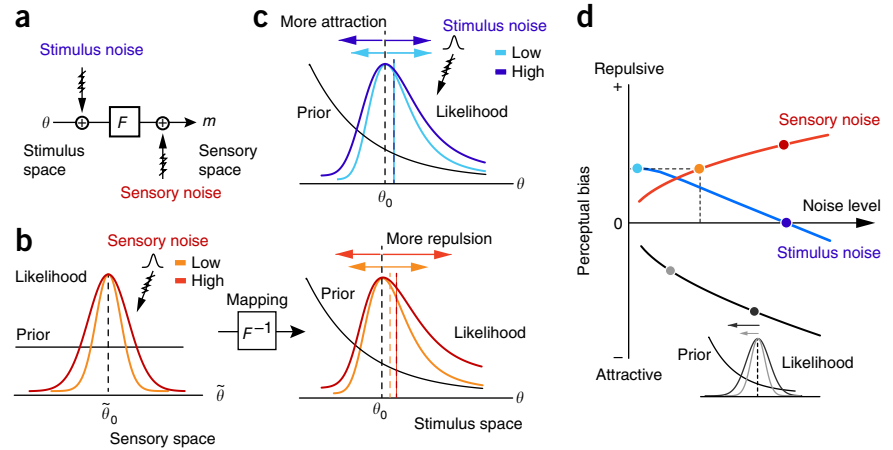 a
Stimulus noise
θ
F
m
Stimulus
space
Sensory
space
Sensory noise
b
Sensory noise
Low
High
Likelihood
Prior
θ̃
θ̃0
Sensory space
Mapping
F−1
More repulsion
Prior
Likelihood
θ
θ0
Stimulus space
c
More attraction
Stimulus noise
Low
High
Prior
Likelihood
θ
θ0
d
Repulsive
+
Sensory noise
Perceptual bias
0
Noise level
Stimulus noise
−
Attractive
Prior
Likelihood